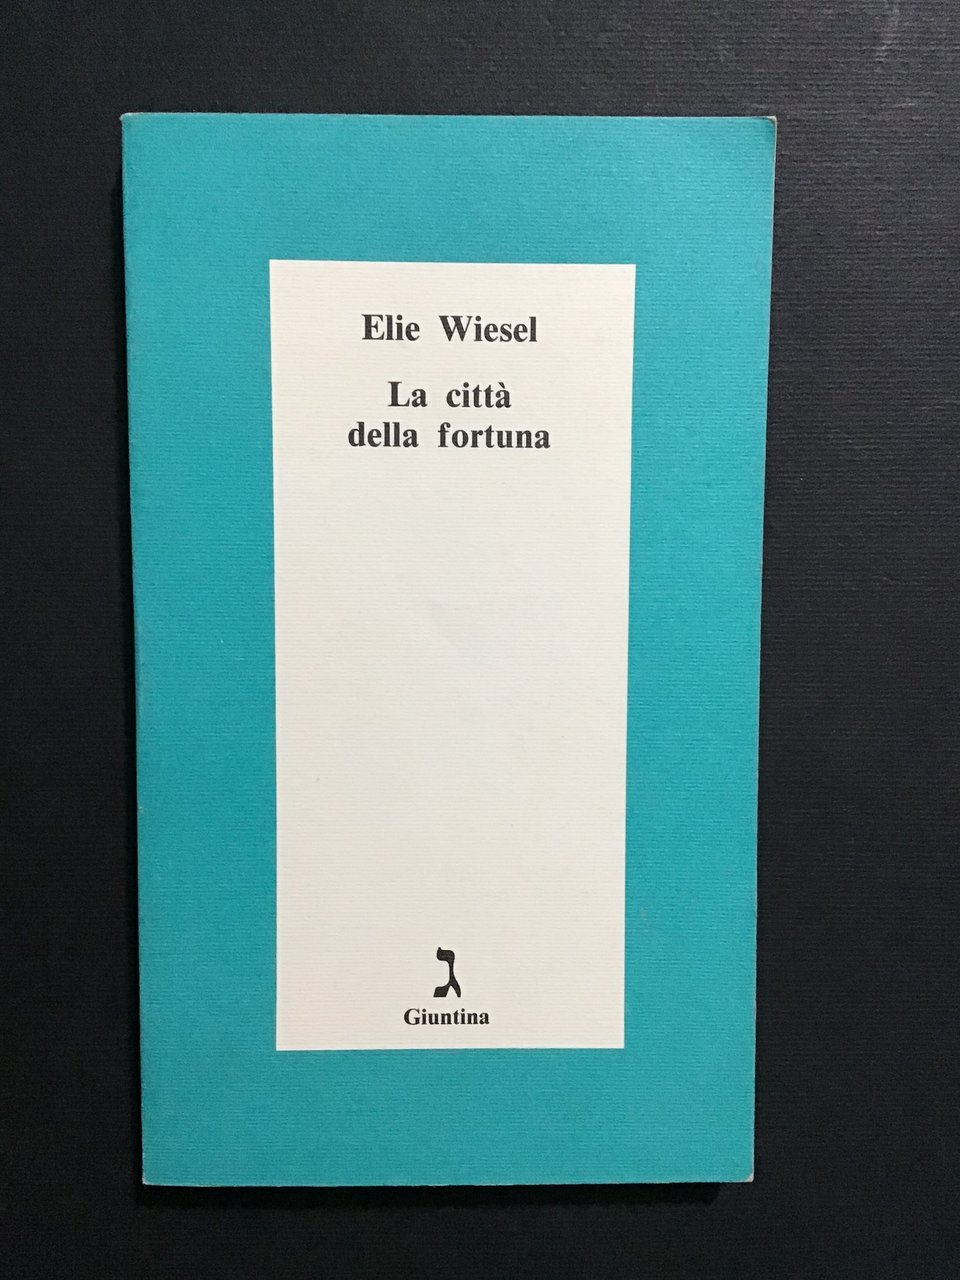 Elie Wiesel
La città
della fortuna
ג
Giuntina